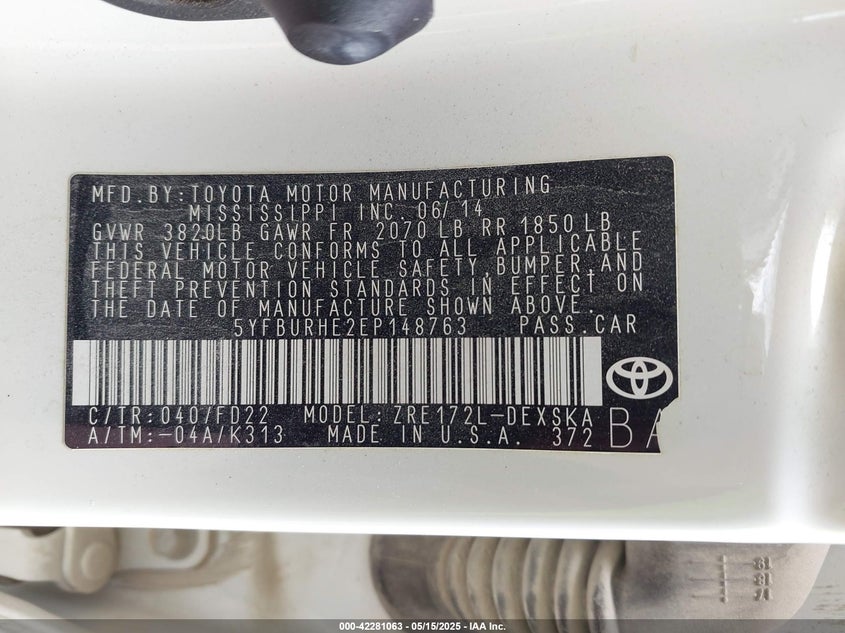 MFD. BY: TOYOTA MOTOR MANUFACTURING
MISSISSIPPI INC. 06/14
GVWR 3820LB GAWR FR 2070 LB RR 1850 LB
THIS VEHICLE CONFORMS TO ALL APPLICABLE
FEDERAL MOTOR VEHICLE SAFETY, BUMPER, AND
THEFT PREVENTION STANDARDS IN EFFECT ON
THE DATE OF MANUFACTURE SHOWN ABOVE.
5YFBURHE2EP148763 PASS.CAR
C/TR: 040/FD22 MODEL: ZRE172L-DEXSKA
A/TM:-04A/K313 MADE IN U.S.A. 372 BA
000-42281063 - 05/15/2025 - IAA Inc.